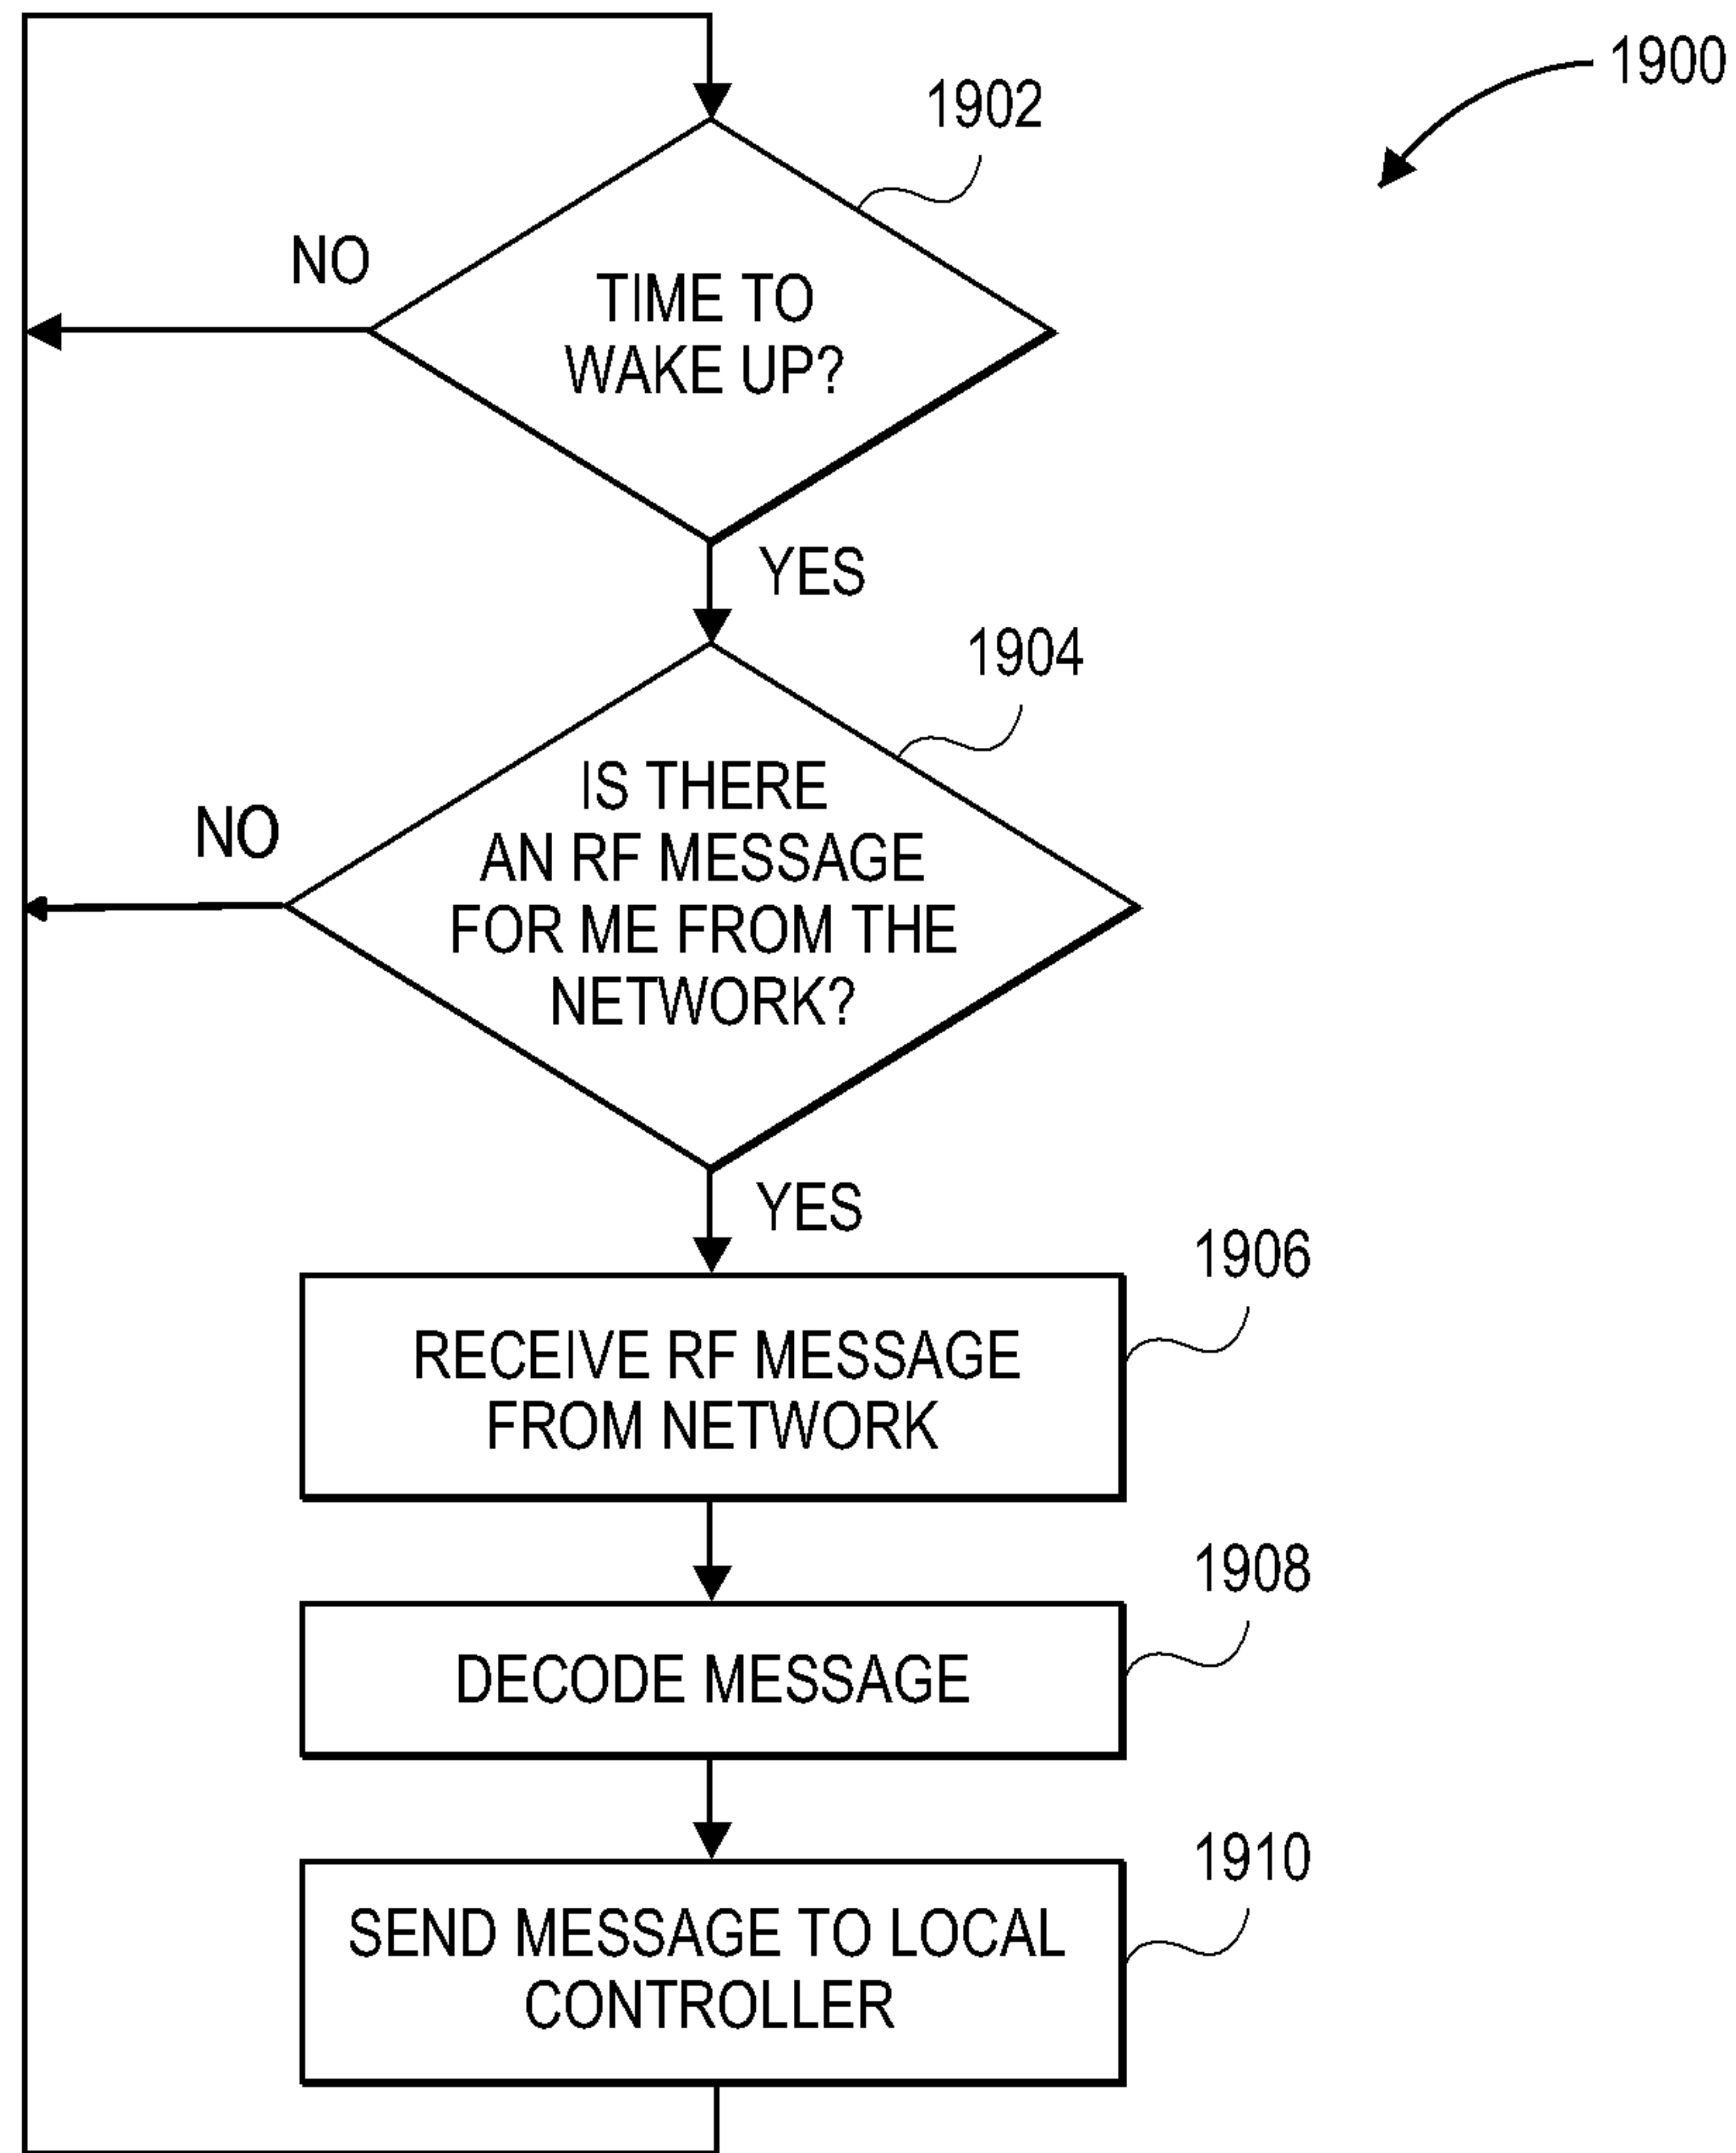 1900
1902
NO
TIME TO
WAKE UP?
YES
1904
IS THERE
NO
AN RF MESSAGE
FOR ME FROM THE
NETWORK?
YES
1906
RECEIVE RF MESSAGE
FROM NETWORK
1908
DECODE MESSAGE
1910
SEND MESSAGE TO LOCAL
CONTROLLER